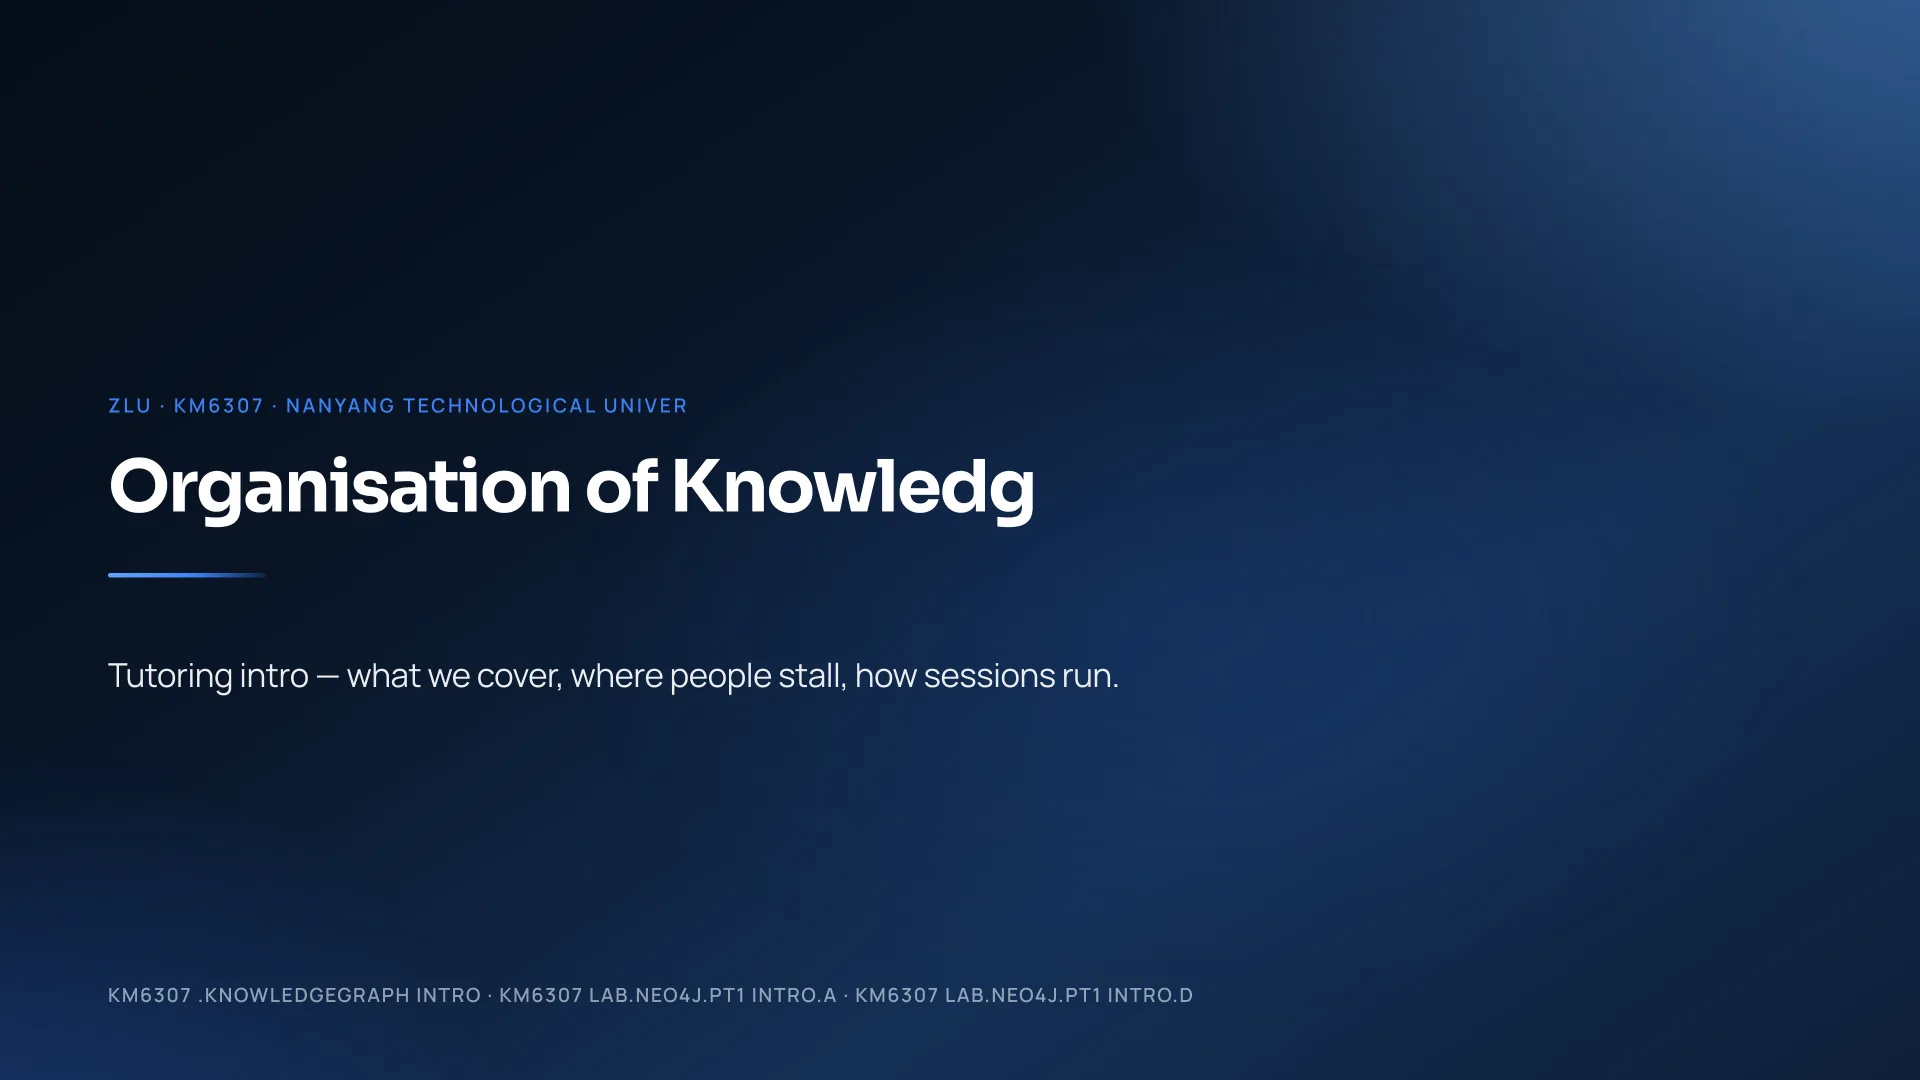 ZLU · KM6307 · NANYANG TECHNOLOGICAL UNIVER
Organisation of Knowledg
Tutoring intro — what we cover, where people stall, how sessions run.
KM6307 .KNOWLEDGEGRAPH INTRO · KM6307 LAB.NEO4J.PT1 INTRO.A · KM6307 LAB.NEO4J.PT1 INTRO.D